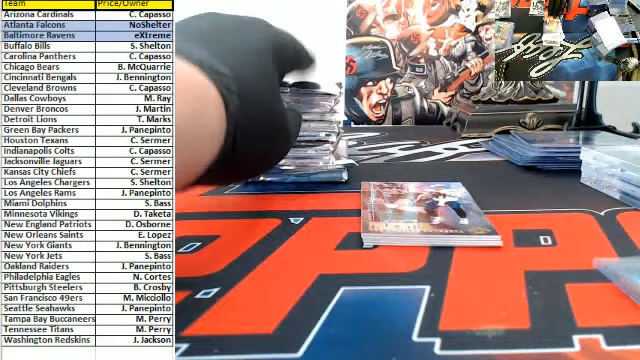 Team Price/Owner
Arizona Cardinals C. Capasso
Atlanta Falcons NoShelter
Baltimore Ravens eXtreme
Buffalo Bills S. Shelton
Carolina Panthers C. Capasso
Chicago Bears B. McQuarrie
Cincinnati Bengals J. Bennington
Cleveland Browns C. Capasso
Dallas Cowboys M. Ray
Denver Broncos J. Martin
Detroit Lions T. Marks
Green Bay Packers J. Panepinto
Houston Texans C. Sermer
Indianapolis Colts C. Capasso
Jacksonville Jaguars C. Sermer
Kansas City Chiefs C. Sermer
Los Angeles Chargers S. Shelton
Los Angeles Rams J. Panepinto
Miami Dolphins S. Bass
Minnesota Vikings D. Taketa
New England Patriots D. Osborne
New Orleans Saints E. Lopez
New York Giants J. Bennington
New York Jets S. Bass
Oakland Raiders J. Panepinto
Philadelphia Eagles N. Cortes
Pittsburgh Steelers B. Crosby
San Francisco 49ers M. Micciollo
Seattle Seahawks J. Panepinto
Tampa Bay Buccaneers M. Perry
Tennessee Titans M. Perry
Washington Redskins J. Jackson